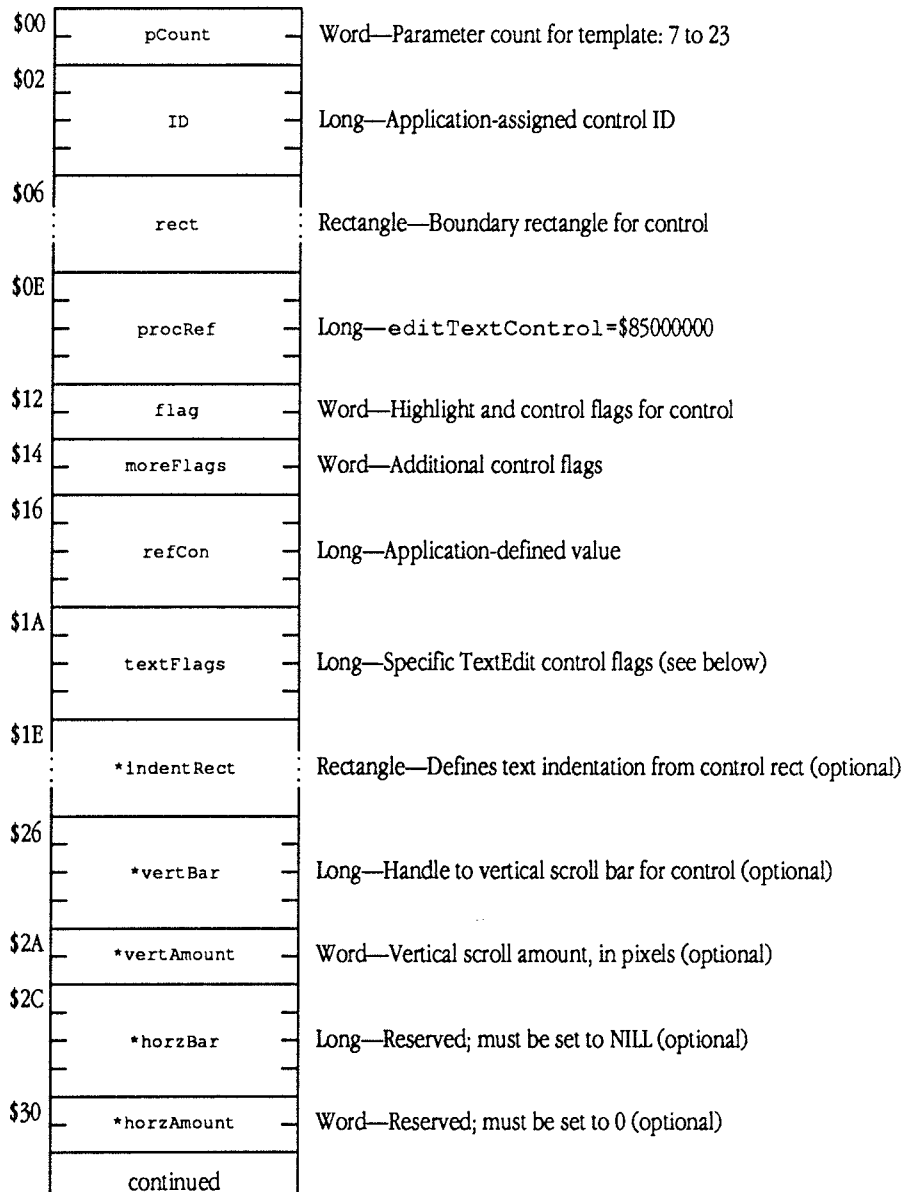 $00 pCount Word—Parameter count for template: 7 to 23
$02
ID Long—Application-assigned control ID
$06
rect Rectangle—Boundary rectangle for control
$0E
procRef Long—editTextControl=$85000000
$12 flag Word—Highlight and control flags for control
$14 moreFlags Word—Additional control flags
$16
refCon Long—Application-defined value
$1A
textFlags Long—Specific TextEdit control flags (see below)
$1E
*indentRect Rectangle—Defines text indentation from control rect (optional)
$26
*vertBar Long—Handle to vertical scroll bar for control (optional)
$2A *vertAmount Word—Vertical scroll amount, in pixels (optional)
$2C
*horzBar Long—Reserved; must be set to NILL (optional)
$30 *horzAmount Word—Reserved; must be set to 0 (optional)
continued